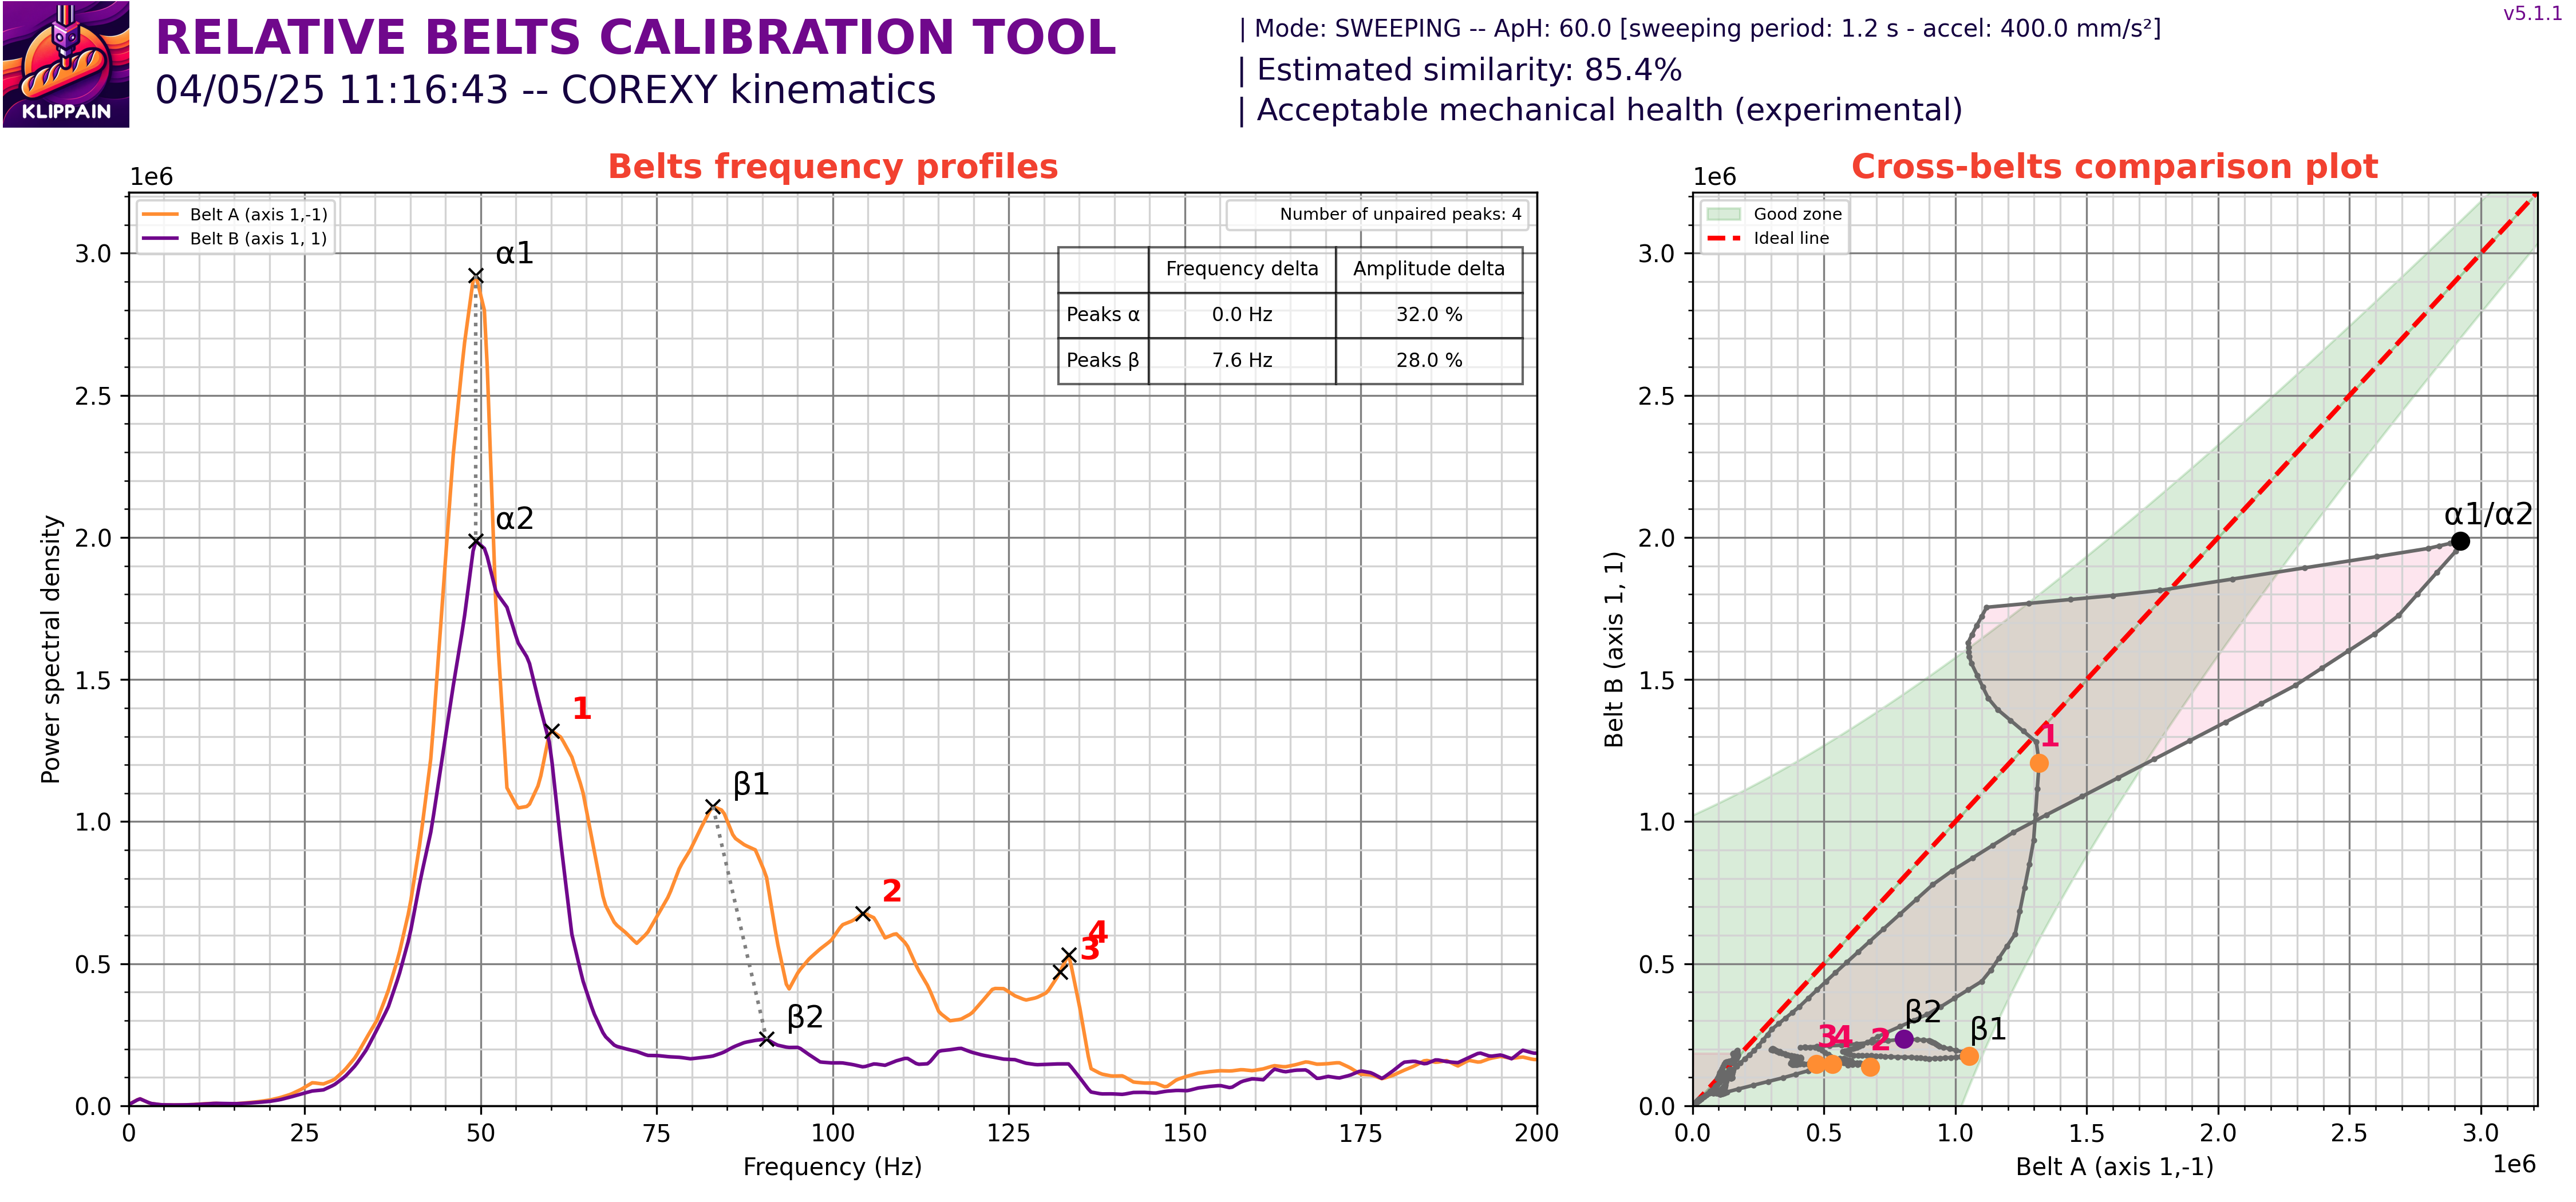 KLIPPAIN
RELATIVE BELTS CALIBRATION TOOL
04/05/25 11:16:43 -- COREXY kinematics
| Mode: SWEEPING -- ApH: 60.0 [sweeping period: 1.2 s - accel: 400.0 mm/s²]
| Estimated similarity: 85.4%
| Acceptable mechanical health (experimental)
v5.1.1
Belts frequency profiles
1e6
Belt A (axis 1,-1)
Belt B (axis 1, 1)
Number of unpaired peaks: 4
Frequency delta Amplitude delta
Peaks α 0.0 Hz 32.0 %
Peaks β 7.6 Hz 28.0 %
α1
α2
1
β1
2
4
3
β2
Power spectral density
3.0
2.5
2.0
1.5
1.0
0.5
0.0
0 25 50 75 100 125 150 175 200
Frequency (Hz)
Cross-belts comparison plot
1e6
Good zone
Ideal line
α1/α2
1
β2
β1
3 4 2
Belt B (axis 1, 1)
3.0
2.5
2.0
1.5
1.0
0.5
0.0
0.0 0.5 1.0 1.5 2.0 2.5 3.0
1e6
Belt A (axis 1,-1)